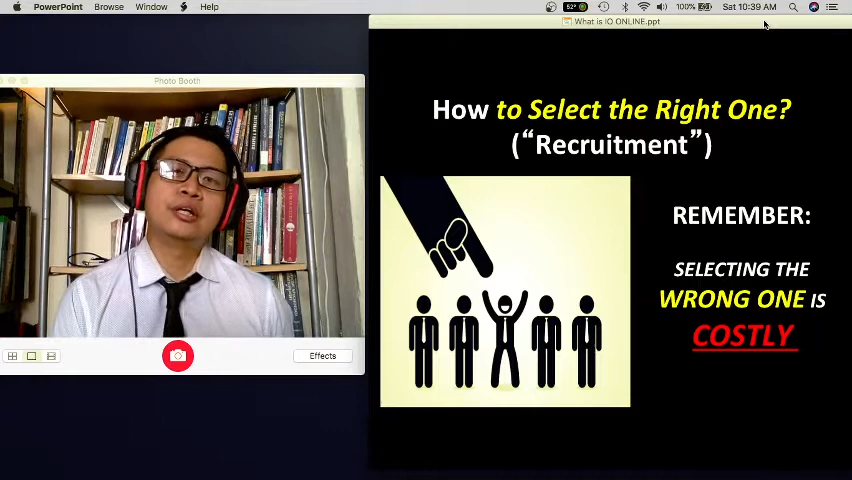 PowerPoint Browse Window Help
52° 100% Sat 10:39 AM
Photo Booth
What is IO ONLINE.ppt
How to Select the Right One?
(“Recruitment”)
REMEMBER:
SELECTING THE
WRONG ONE IS
COSTLY
Effects